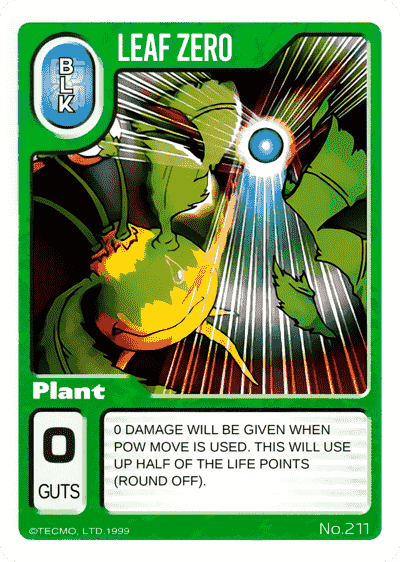 BLK
LEAF ZERO
Plant
0
GUTS
0 DAMAGE WILL BE GIVEN WHEN
POW MOVE IS USED. THIS WILL USE
UP HALF OF THE LIFE POINTS
(ROUND OFF).
©TECMO, LTD.1999
No.211